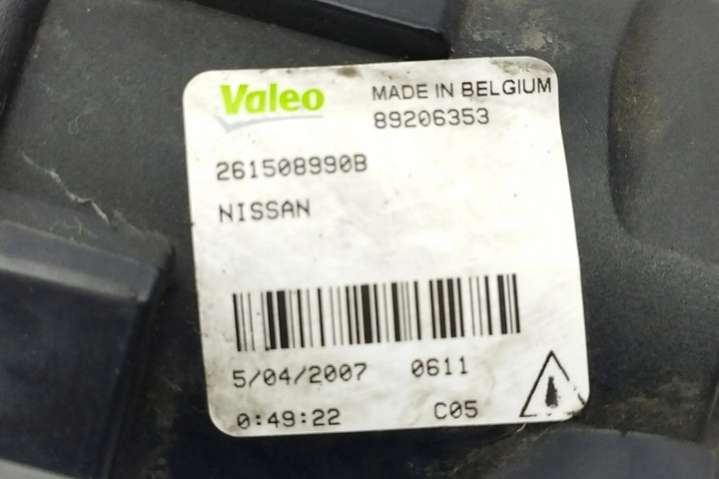 Valeo MADE IN BELGIUM
89206353
261508990B
NISSAN
5/04/2007 0611
0:49:22 C05